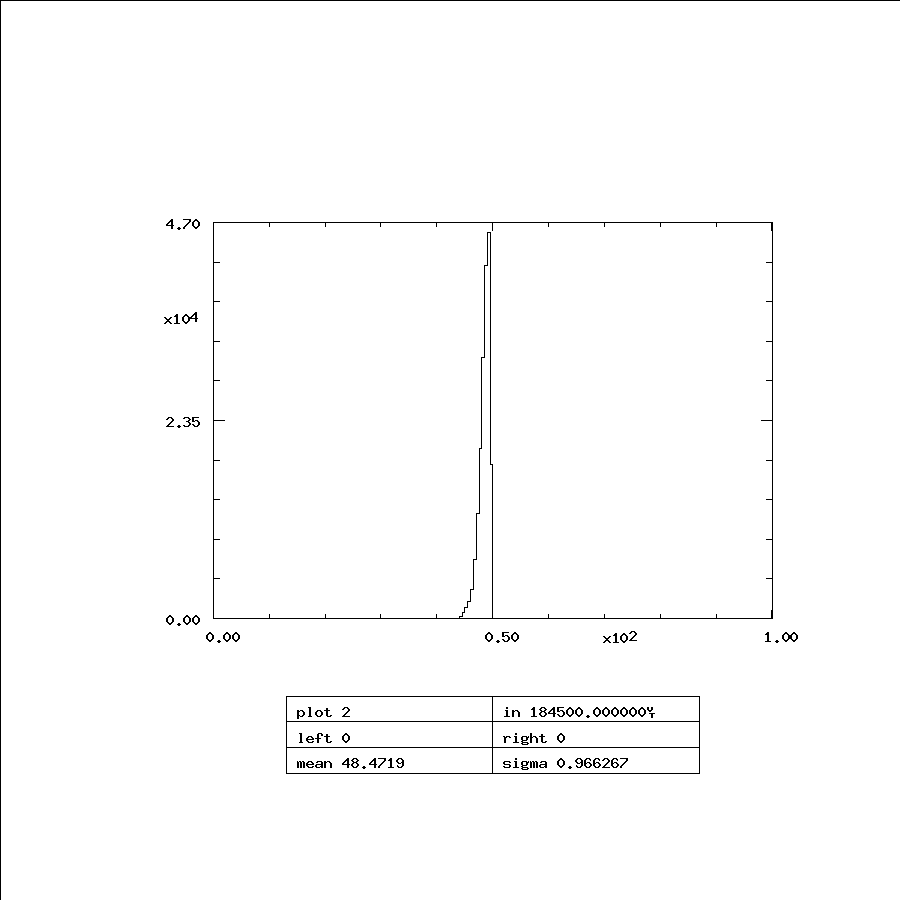 4.70
x10⁴
2.35
0.00
0.00 0.50 x10² 1.00
plot 2 in 184500.000000
left 0 right 0
mean 48.4719 sigma 0.966267